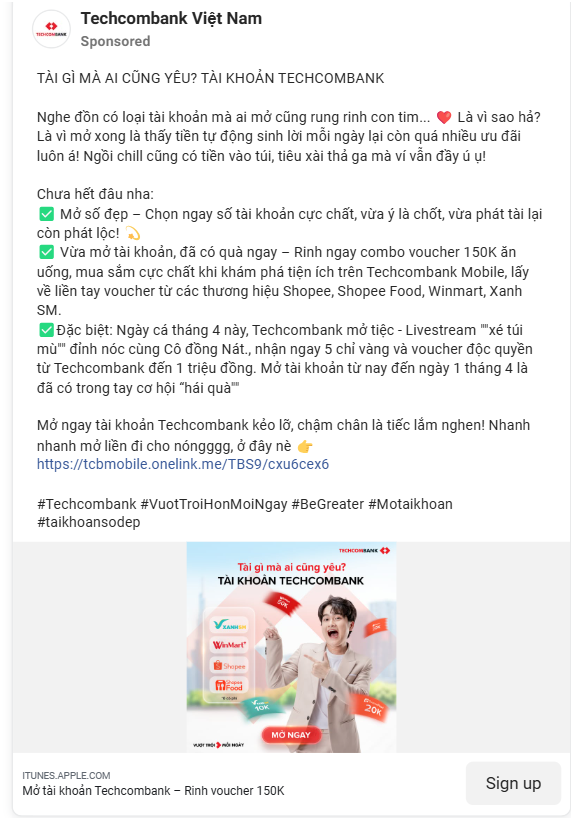 TECHCOMBANK
Techcombank Việt Nam
Sponsored
TÀI GÌ MÀ AI CŨNG YÊU? TÀI KHOẢN TECHCOMBANK
Nghe đồn có loại tài khoản mà ai mở cũng rung rinh con tim... ❤️ Là vì sao hả?
Là vì mở xong là thấy tiền tự động sinh lời mỗi ngày lại còn quá nhiều ưu đãi
luôn á! Ngồi chill cũng có tiền vào túi, tiêu xài thả ga mà ví vẫn đầy ú ụ!
Chưa hết đâu nha:
✅ Mở số đẹp – Chọn ngay số tài khoản cực chất, vừa ý là chốt, vừa phát tài lại
còn phát lộc! 💫
✅ Vừa mở tài khoản, đã có quà ngay – Rinh ngay combo voucher 150K ăn
uống, mua sắm cực chất khi khám phá tiện ích trên Techcombank Mobile, lấy
về liền tay voucher từ các thương hiệu Shopee, Shopee Food, Winmart, Xanh
SM.
✅Đặc biệt: Ngày cá tháng 4 này, Techcombank mở tiệc - Livestream ""xé túi
mù"" đỉnh nóc cùng Cô đồng Nát., nhận ngay 5 chỉ vàng và voucher độc quyền
từ Techcombank đến 1 triệu đồng. Mở tài khoản từ nay đến ngày 1 tháng 4 là
đã có trong tay cơ hội “hái quà""
Mở ngay tài khoản Techcombank kẻo lỡ, chậm chân là tiếc lắm nghen! Nhanh
nhanh mở liền đi cho nóngggg, ở đây nè 👉
https://tcbmobile.onelink.me/TBS9/cxu6cex6
#Techcombank #VuotTroiHonMoiNgay #BeGreater #Motaikhoan
#taikhoansodep
TECHCOMBANK
Tài gì mà ai cũng yêu?
TÀI KHOẢN TECHCOMBANK
50K
XANH SM
WinMart+
Shopee
Shopee Food
10K
20K
MỞ NGAY
VƯỢT TRỘI MỖI NGÀY
ITUNES.APPLE.COM
Mở tài khoản Techcombank – Rinh voucher 150K
Sign up